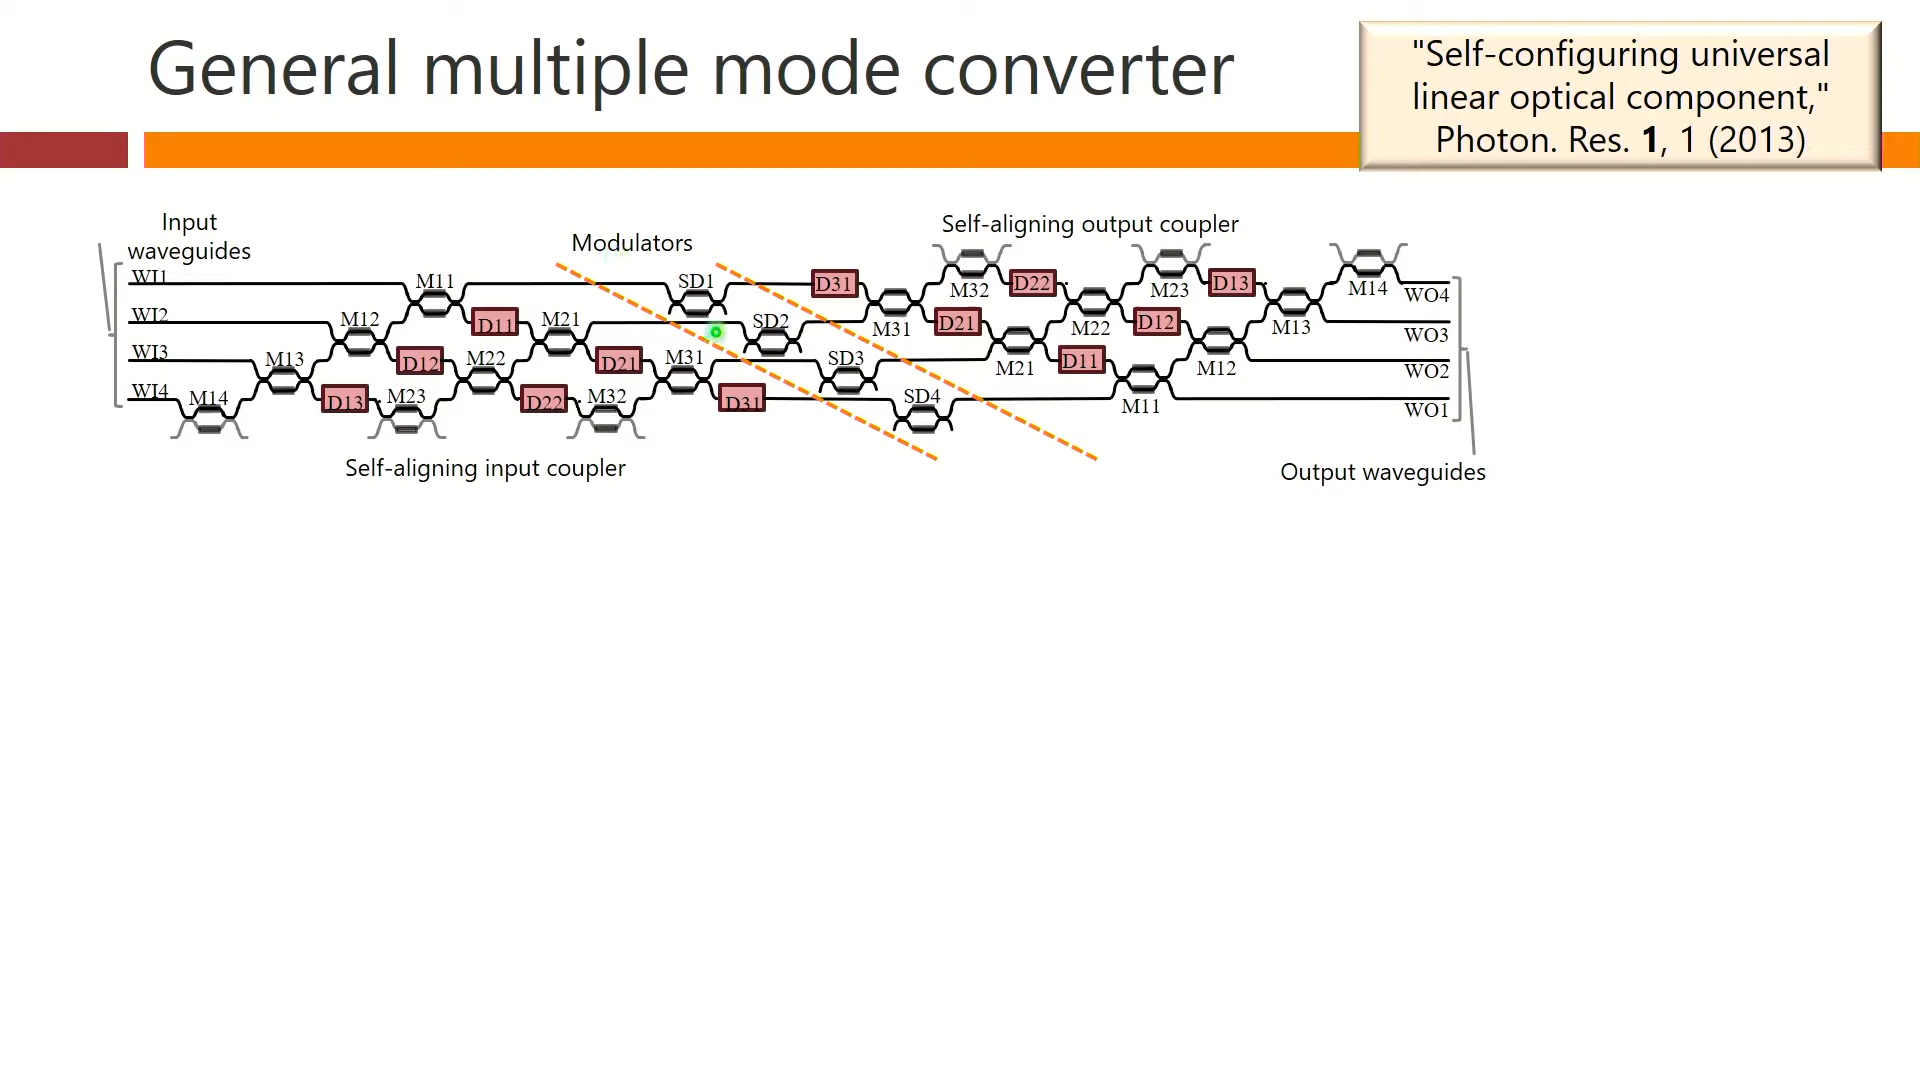 General multiple mode converter
"Self-configuring universal
linear optical component,"
Photon. Res. 1, 1 (2013)
Input
waveguides
Modulators
Self-aligning output coupler
WI1
M11
SD1
D31
M32
D22
M23
D13
M14
WO4
WI2
M12
D11
M21
SD2
M31
D21
M22
D12
M13
WO3
WI3
M13
D12
M22
D21
M31
SD3
M21
D11
M12
WO2
WI4
M14
D13
M23
D22
M32
D31
SD4
M11
WO1
Self-aligning input coupler
Output waveguides